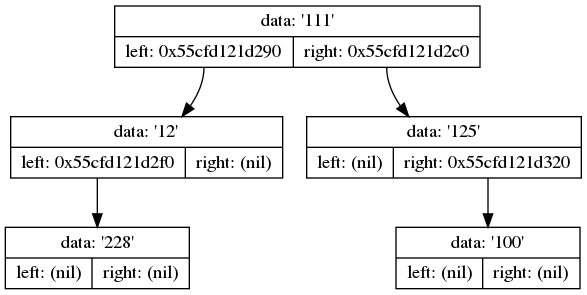 data: '111'
left: 0x55cfd121d290 right: 0x55cfd121d2c0
data: '12'
left: 0x55cfd121d2f0 right: (nil)
data: '125'
left: (nil) right: 0x55cfd121d320
data: '228'
left: (nil) right: (nil)
data: '100'
left: (nil) right: (nil)